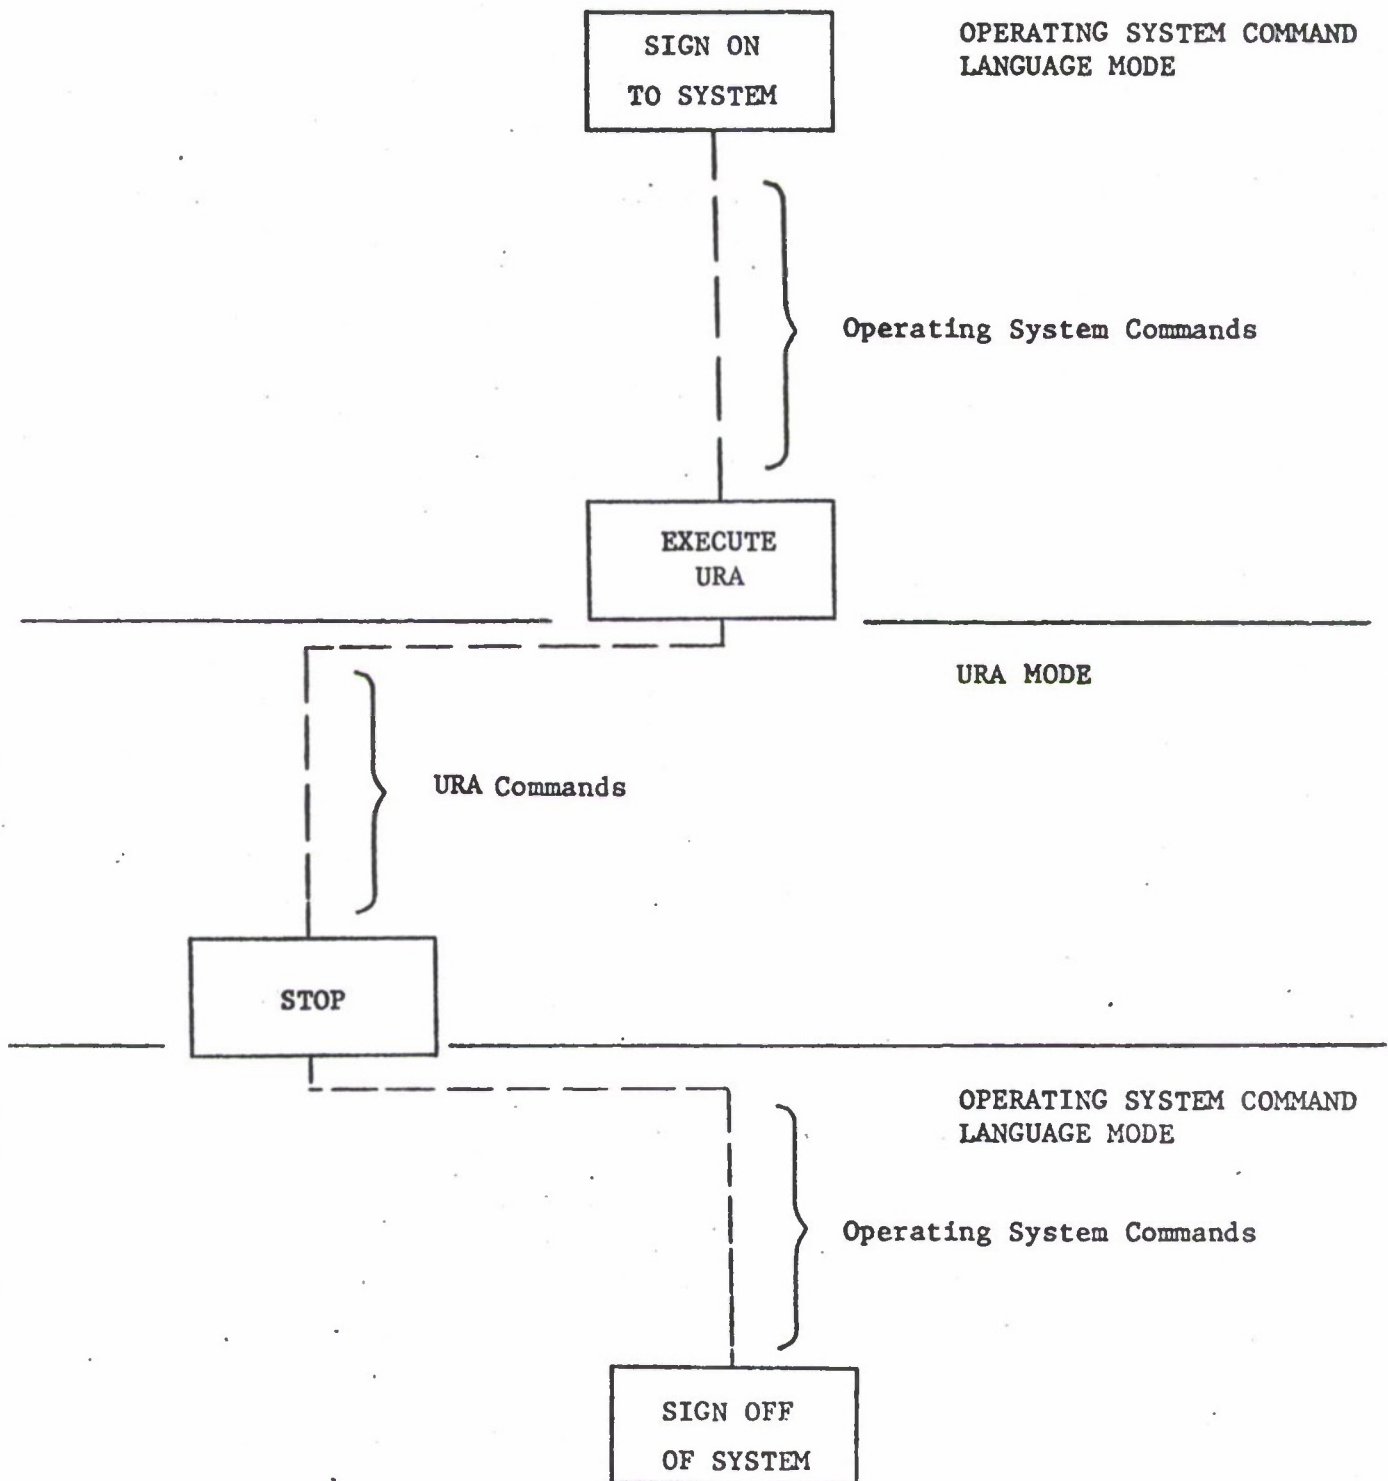 SIGN ON
TO SYSTEM
OPERATING SYSTEM COMMAND
LANGUAGE MODE
Operating System Commands
EXECUTE
URA
URA MODE
URA Commands
STOP
OPERATING SYSTEM COMMAND
LANGUAGE MODE
Operating System Commands
SIGN OFF
OF SYSTEM